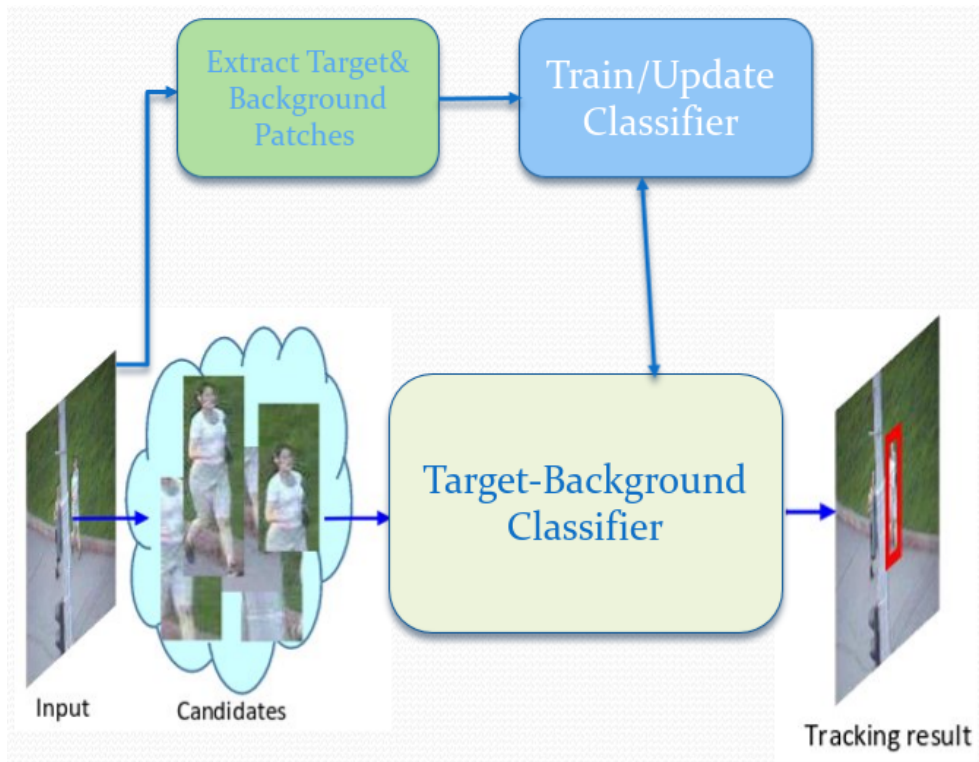 Extract Target&
Background
Patches
Train/Update
Classifier
Target-Background
Classifier
Input
Candidates
Tracking result